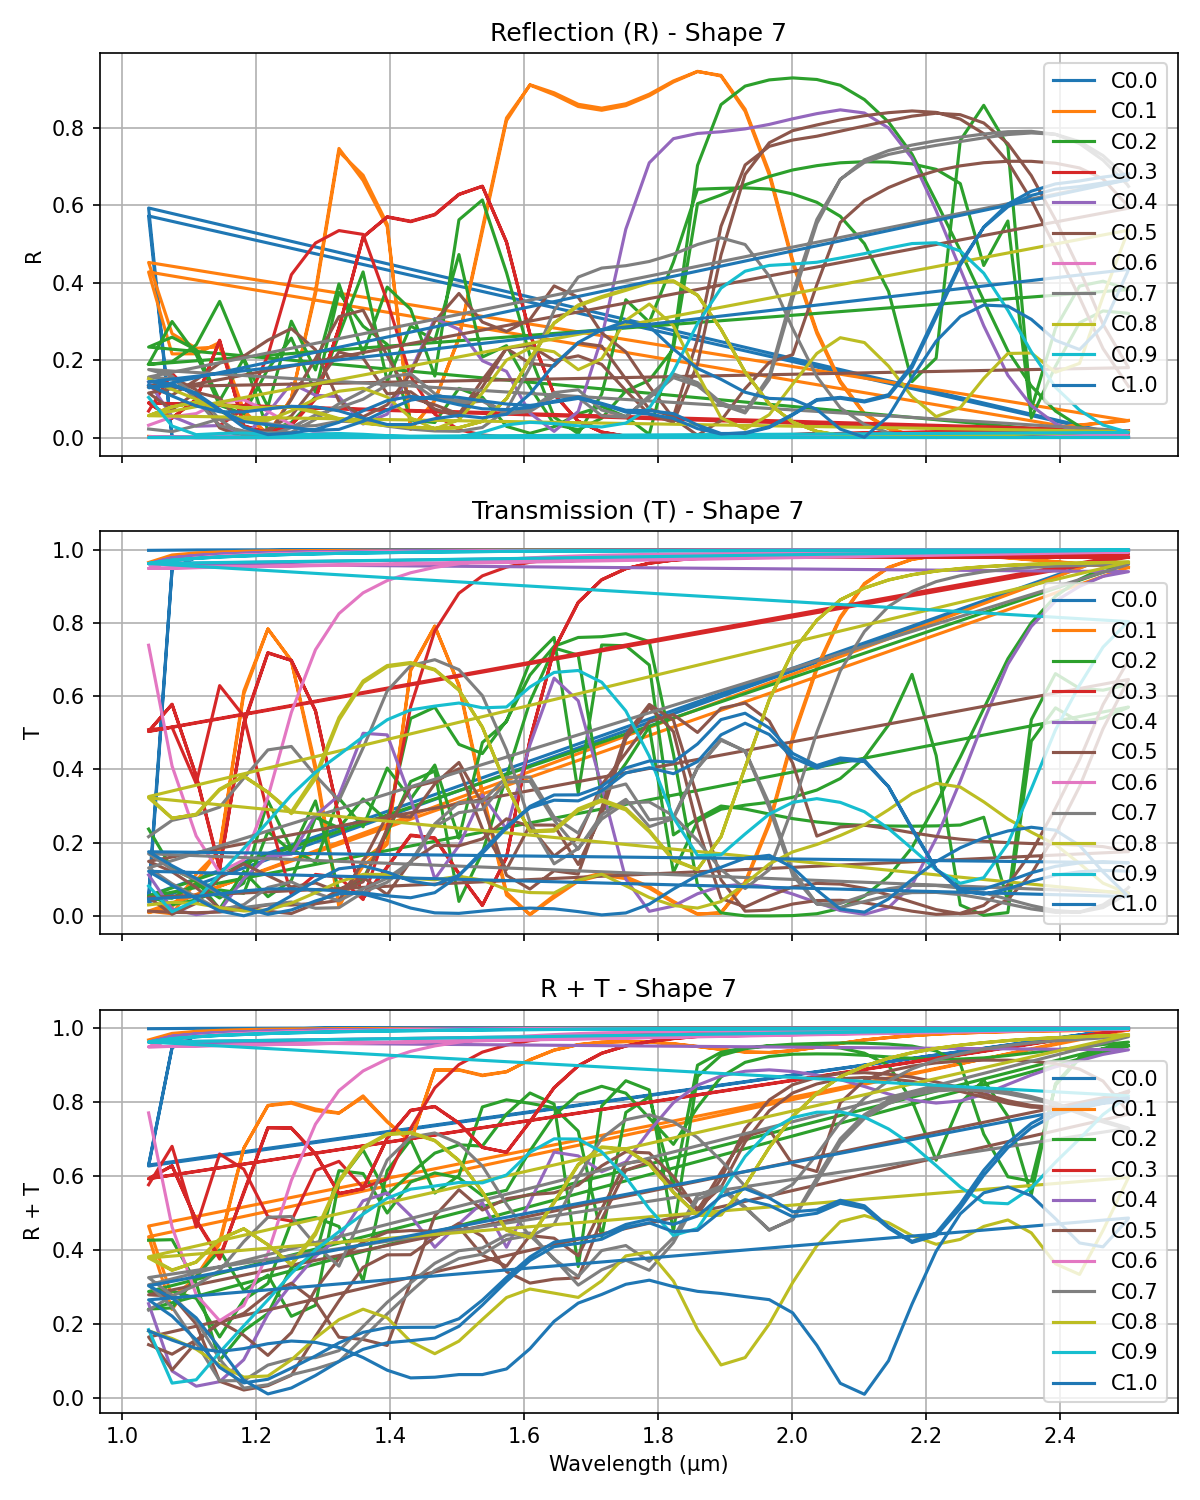 Reflection (R) - Shape 7
R
0.8
0.6
0.4
0.2
0.0
C0.0
C0.1
C0.2
C0.3
C0.4
C0.5
C0.6
C0.7
C0.8
C0.9
C1.0
Transmission (T) - Shape 7
T
1.0
0.8
0.6
0.4
0.2
0.0
C0.0
C0.1
C0.2
C0.3
C0.4
C0.5
C0.6
C0.7
C0.8
C0.9
C1.0
R + T - Shape 7
R + T
1.0
0.8
0.6
0.4
0.2
0.0
C0.0
C0.1
C0.2
C0.3
C0.4
C0.5
C0.6
C0.7
C0.8
C0.9
C1.0
1.0 1.2 1.4 1.6 1.8 2.0 2.2 2.4
Wavelength (μm)